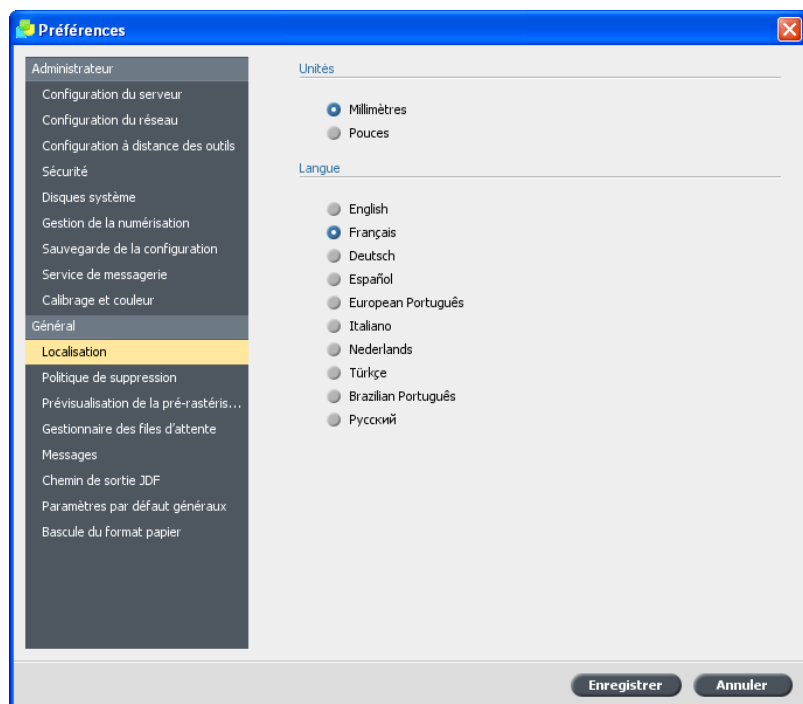 Préférences
Administrateur
Configuration du serveur
Configuration du réseau
Configuration à distance des outils
Sécurité
Disques système
Gestion de la numérisation
Sauvegarde de la configuration
Service de messagerie
Calibrage et couleur
Général
Localisation
Politique de suppression
Prévisualisation de la pré-rastéris...
Gestionnaire des files d'attente
Messages
Chemin de sortie JDF
Paramètres par défaut généraux
Bascule du format papier
Unités
Millimètres
Pouces
Langue
English
Français
Deutsch
Español
European Português
Italiano
Nederlands
Türkçe
Brazilian Português
Русский
Enregistrer
Annuler